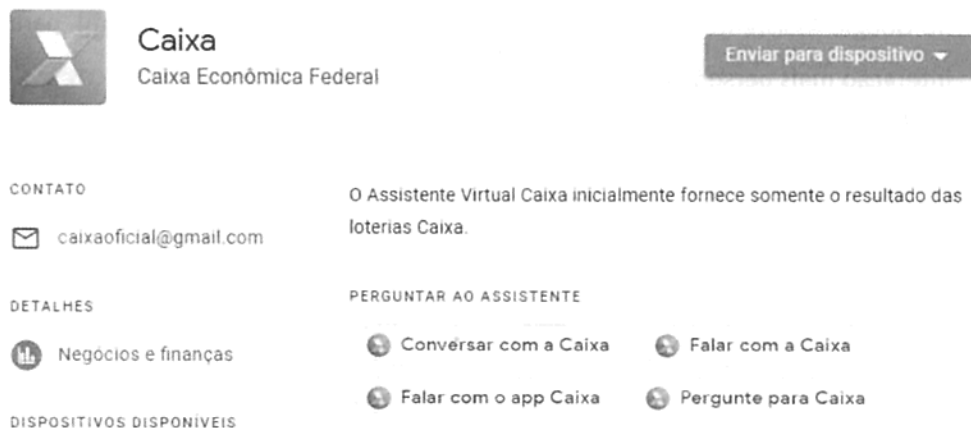 Caixa
Caixa Econômica Federal
Enviar para dispositivo
CONTATO
caixaoficial@gmail.com
DETALHES
Negócios e finanças
DISPOSITIVOS DISPONÍVEIS
O Assistente Virtual Caixa inicialmente fornece somente o resultado das
loterias Caixa.
PERGUNTAR AO ASSISTENTE
Conversar com a Caixa
Falar com a Caixa
Falar com o app Caixa
Pergunte para Caixa